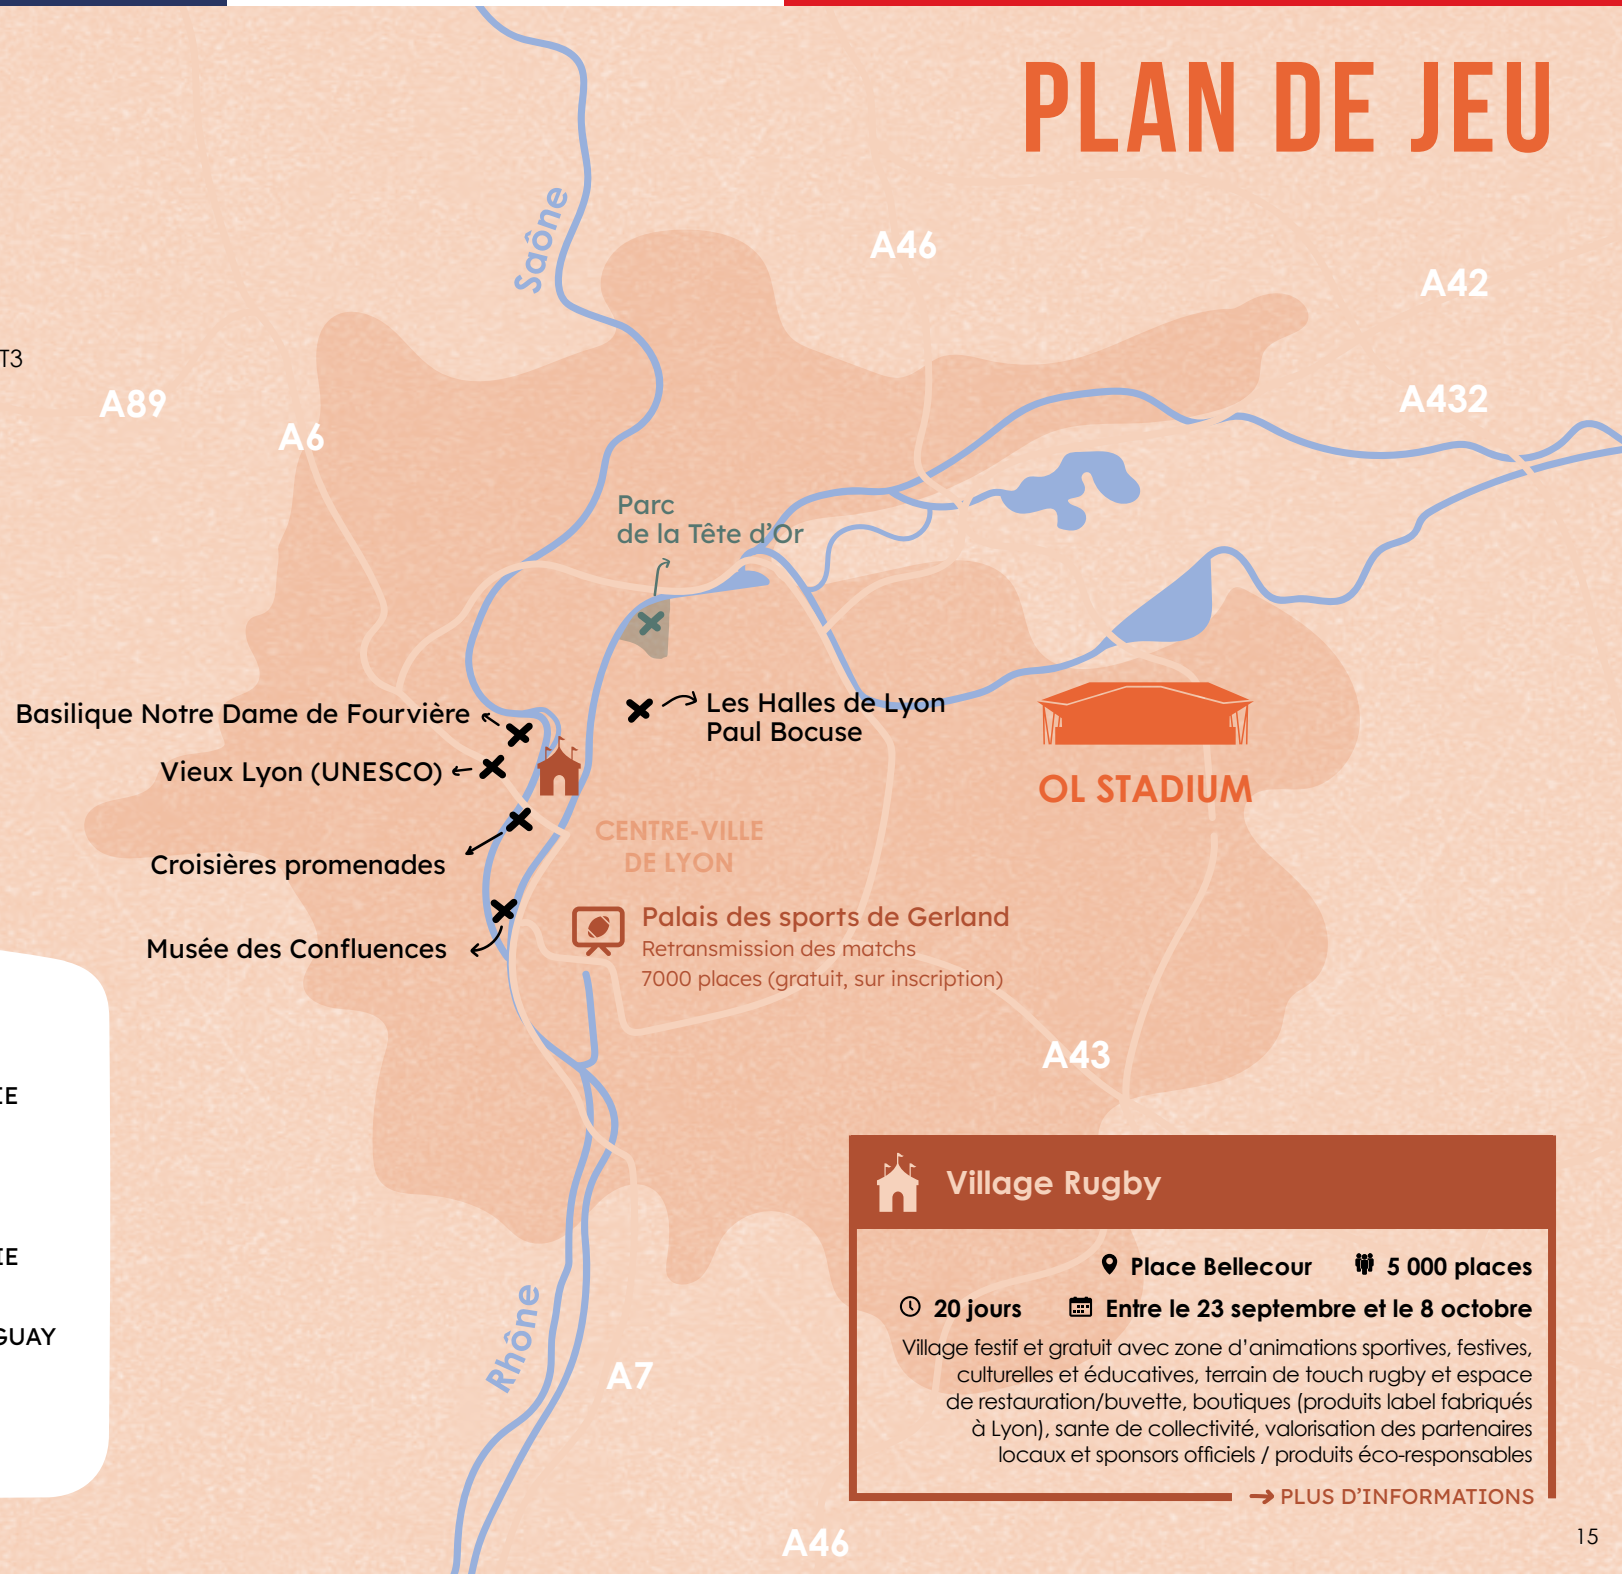 PLAN DE JEU
Saône
A46
A42
T3
A89
A432
A6
Parc
de la Tête d'Or
Basilique Notre Dame de Fourvière
Les Halles de Lyon
Paul Bocuse
Vieux Lyon (UNESCO)
OL STADIUM
CENTRE-VILLE
DE LYON
Croisières promenades
Palais des sports de Gerland
Retransmission des matchs
7000 places (gratuit, sur inscription)
Musée des Confluences
A43
IE
IE
GUAY
Rhône
A7
Village Rugby
Place Bellecour 5 000 places
20 jours Entre le 23 septembre et le 8 octobre
Village festif et gratuit avec zone d'animations sportives, festives,
culturelles et éducatives, terrain de touch rugby et espace
de restauration/buvette, boutiques (produits label fabriqués
à Lyon), sante de collectivité, valorisation des partenaires
locaux et sponsors officiels / produits éco-responsables
→ PLUS D'INFORMATIONS
A46
15